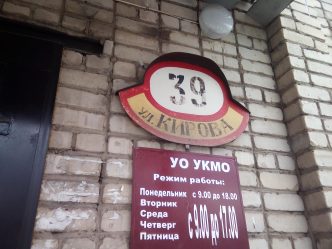 39
ул. КИРОВА
УО УКМО
Режим работы:
Понедельник с 9.00 до 18.00
Вторник
Среда
Четверг
Пятница
с 9.00 до 17.00